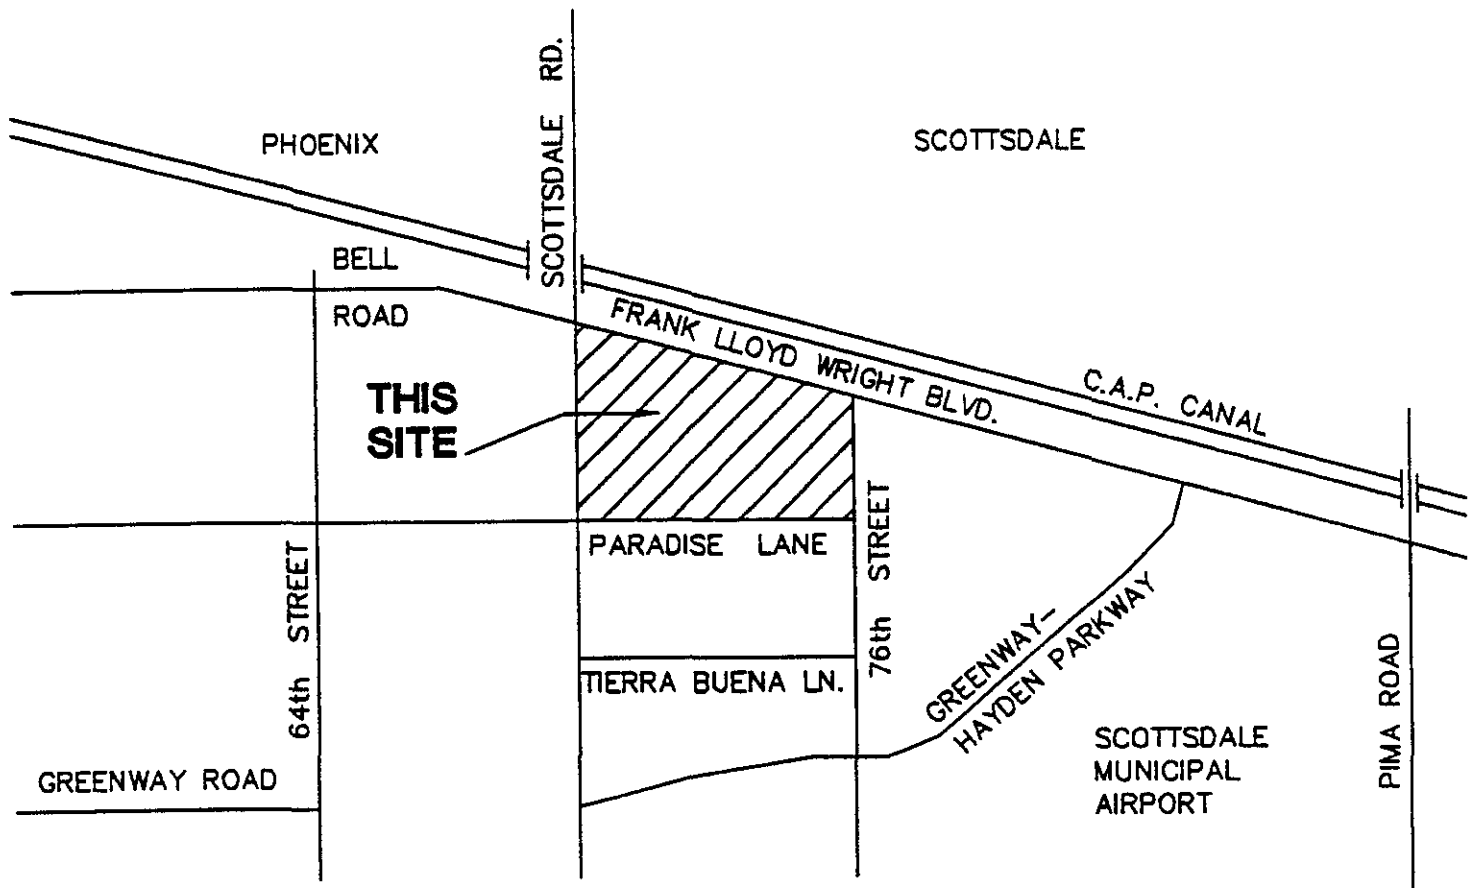 PHOENIX
SCOTTSDALE
SCOTTSDALE RD.
BELL
ROAD
FRANK LLOYD WRIGHT BLVD.
C.A.P. CANAL
THIS
SITE
PARADISE LANE
64th STREET
76th STREET
TIERRA BUENA LN.
GREENWAY-
HAYDEN PARKWAY
PIMA ROAD
SCOTTSDALE
MUNICIPAL
AIRPORT
GREENWAY ROAD